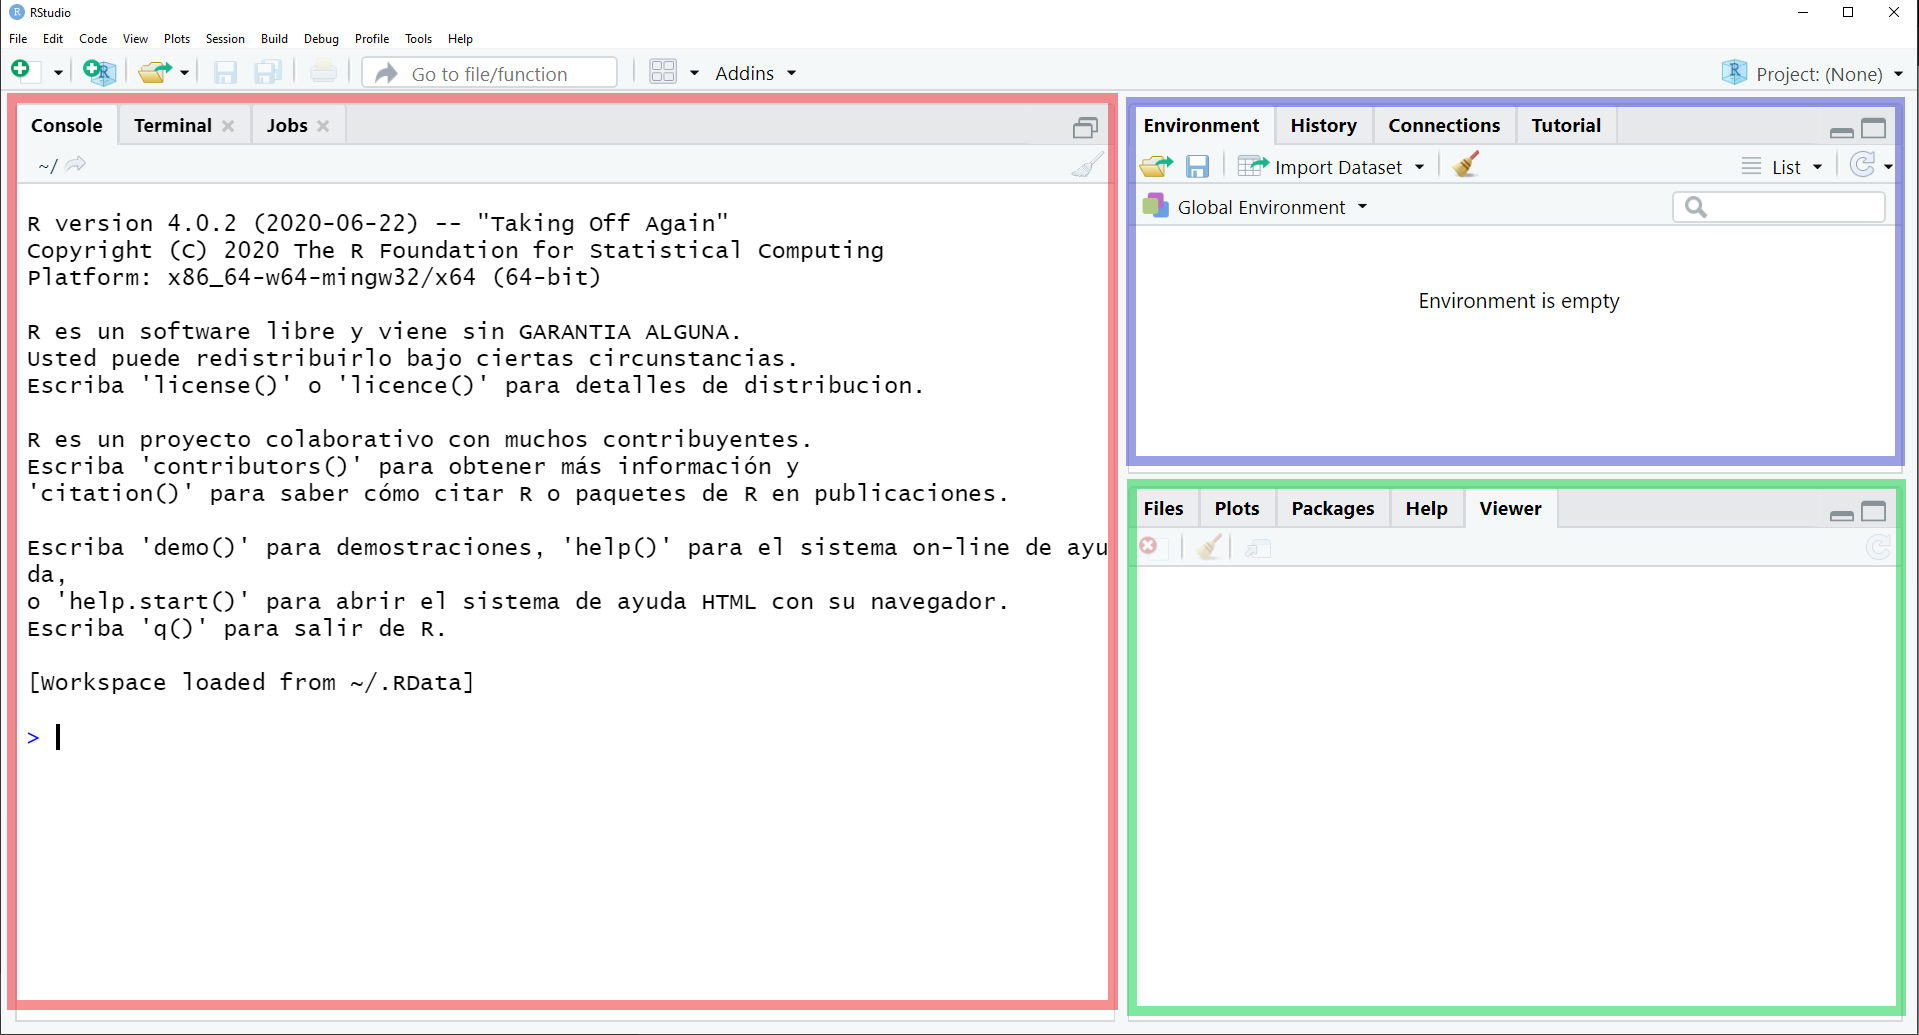 RStudio
File Edit Code View Plots Session Build Debug Profile Tools Help
Go to file/function Addins Project: (None)
Console Terminal Jobs
~/
R version 4.0.2 (2020-06-22) -- "Taking Off Again"
Copyright (C) 2020 The R Foundation for Statistical Computing
Platform: x86_64-w64-mingw32/x64 (64-bit)
R es un software libre y viene sin GARANTIA ALGUNA.
Usted puede redistribuirlo bajo ciertas circunstancias.
Escriba 'license()' o 'licence()' para detalles de distribucion.
R es un proyecto colaborativo con muchos contribuyentes.
Escriba 'contributors()' para obtener más información y
'citation()' para saber cómo citar R o paquetes de R en publicaciones.
Escriba 'demo()' para demostraciones, 'help()' para el sistema on-line de ayu
da,
o 'help.start()' para abrir el sistema de ayuda HTML con su navegador.
Escriba 'q()' para salir de R.
[Workspace loaded from ~/.RData]
>
Environment History Connections Tutorial
Import Dataset List
Global Environment
Environment is empty
Files Plots Packages Help Viewer